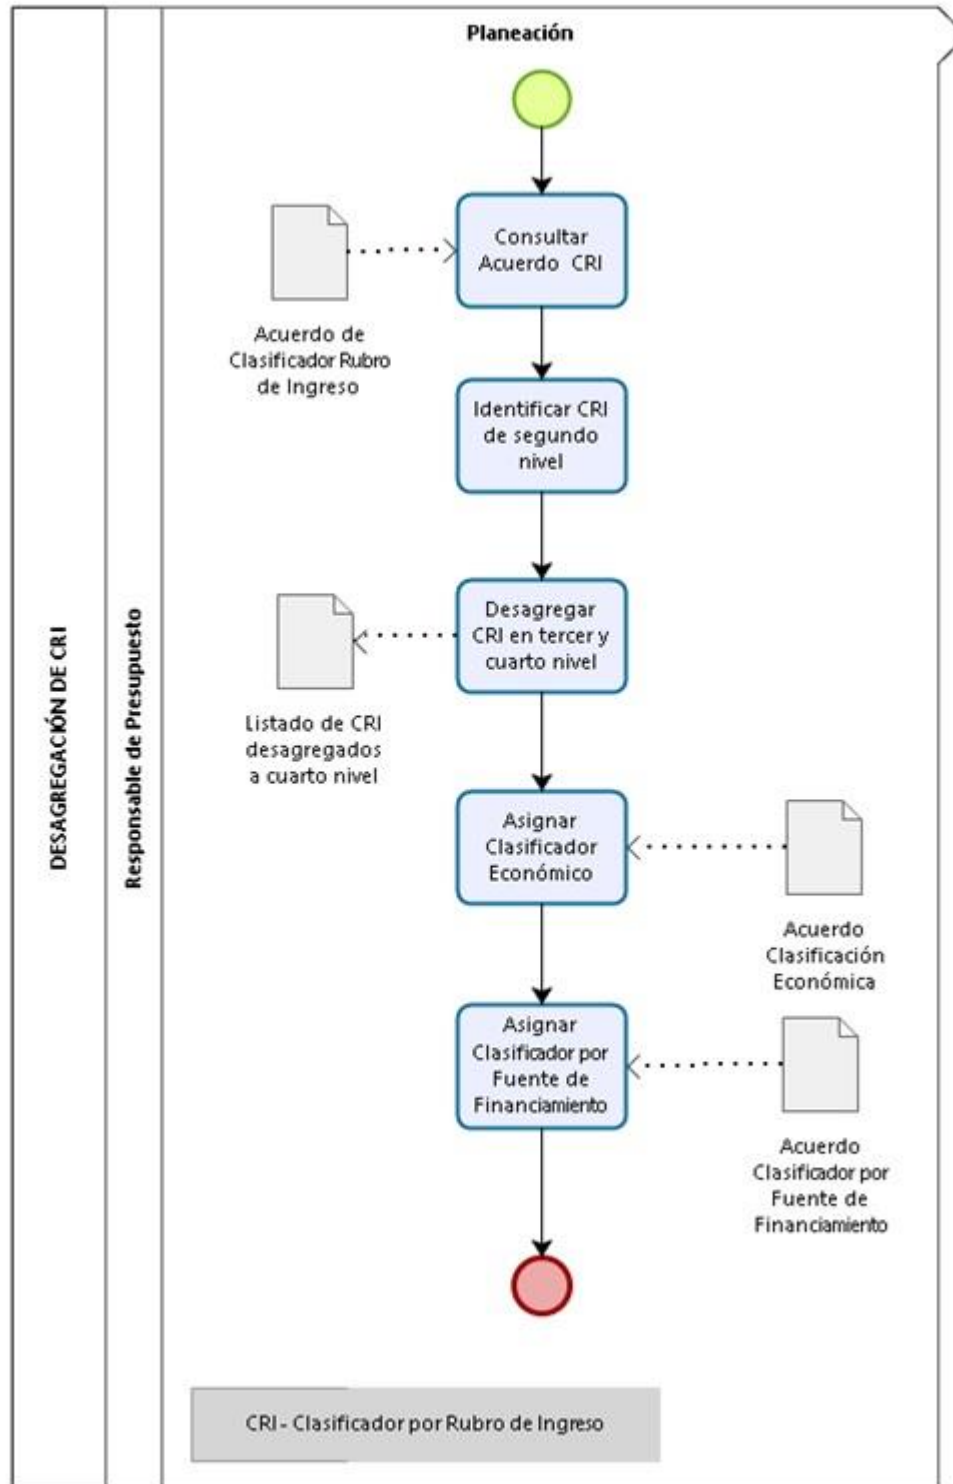 Planeación
DESAGREGACIÓN DE CRI
Responsable de Presupuesto
Consultar
Acuerdo CRI
Acuerdo de
Clasificador Rubro
de Ingreso
Identificar CRI
de segundo
nivel
Desagregar
CRI en tercer y
cuarto nivel
Listado de CRI
desagregados
a cuarto nivel
Asignar
Clasificador
Económico
Acuerdo
Clasificación
Económica
Asignar
Clasificador por
Fuente de
Financiamiento
Acuerdo
Clasificador por
Fuente de
Financiamiento
CRI - Clasificador por Rubro de Ingreso